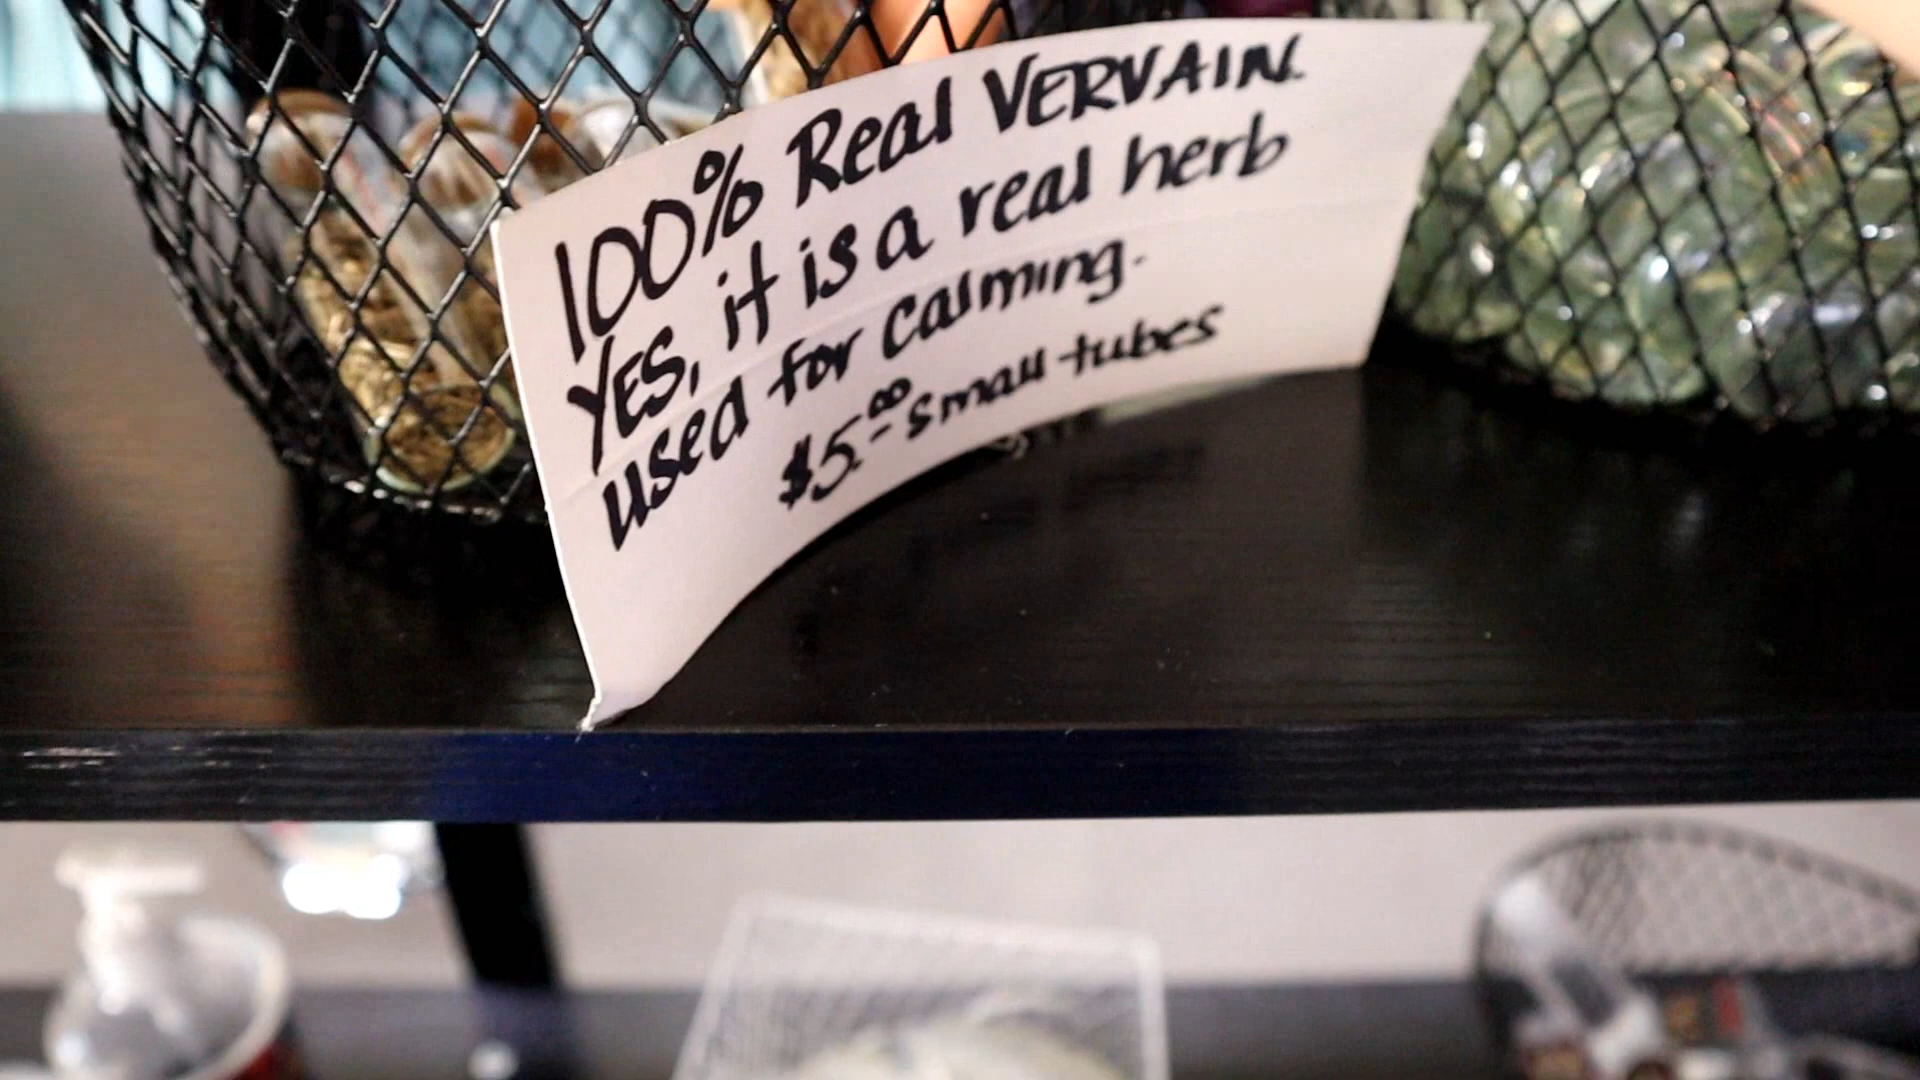 100% Real VERVAIN.
YES, it is a real herb
used for calming.
$5.00 small tubes